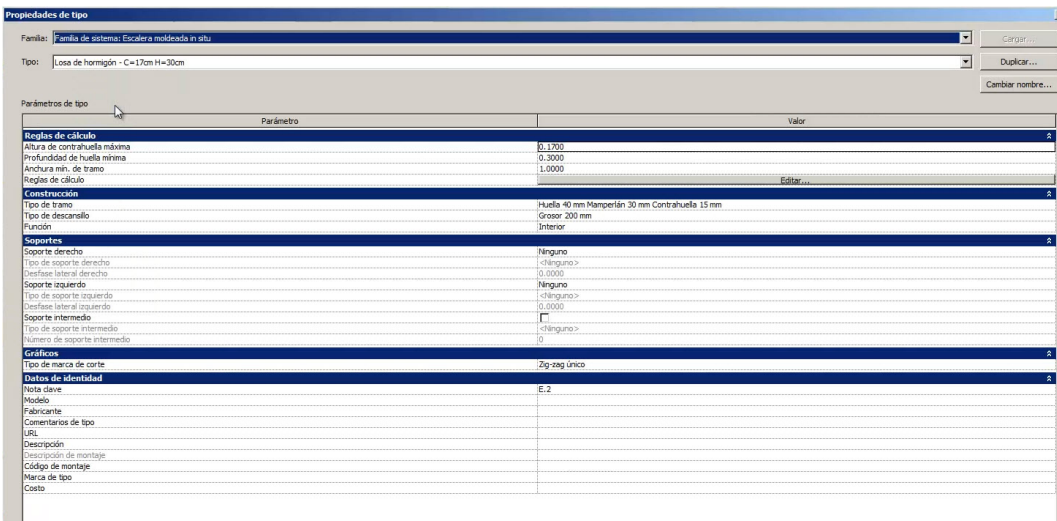 Propiedades de tipo
Familia: Familia de sistema: Escalera moldeada in situ Cargar...
Tipo: Losa de hormigón - C=17cm H=30cm Duplicar...
Cambiar nombre...
Parámetros de tipo
Parámetro Valor
Reglas de cálculo
Altura de contrahuella máxima 0.1700
Profundidad de huella mínima 0.3000
Anchura mín. de tramo 1.0000
Reglas de cálculo Editar...
Construcción
Tipo de tramo Huella 40 mm Mamperlán 30 mm Contrahuella 15 mm
Tipo de descansillo Grosor 200 mm
Función Interior
Soportes
Soporte derecho Ninguno
Tipo de soporte derecho <Ninguno>
Desfase lateral derecho 0.0000
Soporte izquierdo Ninguno
Tipo de soporte izquierdo <Ninguno>
Desfase lateral izquierdo 0.0000
Soporte intermedio
Tipo de soporte intermedio <Ninguno>
Número de soporte intermedio 0
Gráficos
Tipo de marca de corte Zig-zag único
Datos de identidad
Nota clave E.2
Modelo
Fabricante
Comentarios de tipo
URL
Descripción
Descripción de montaje
Código de montaje
Marca de tipo
Costo